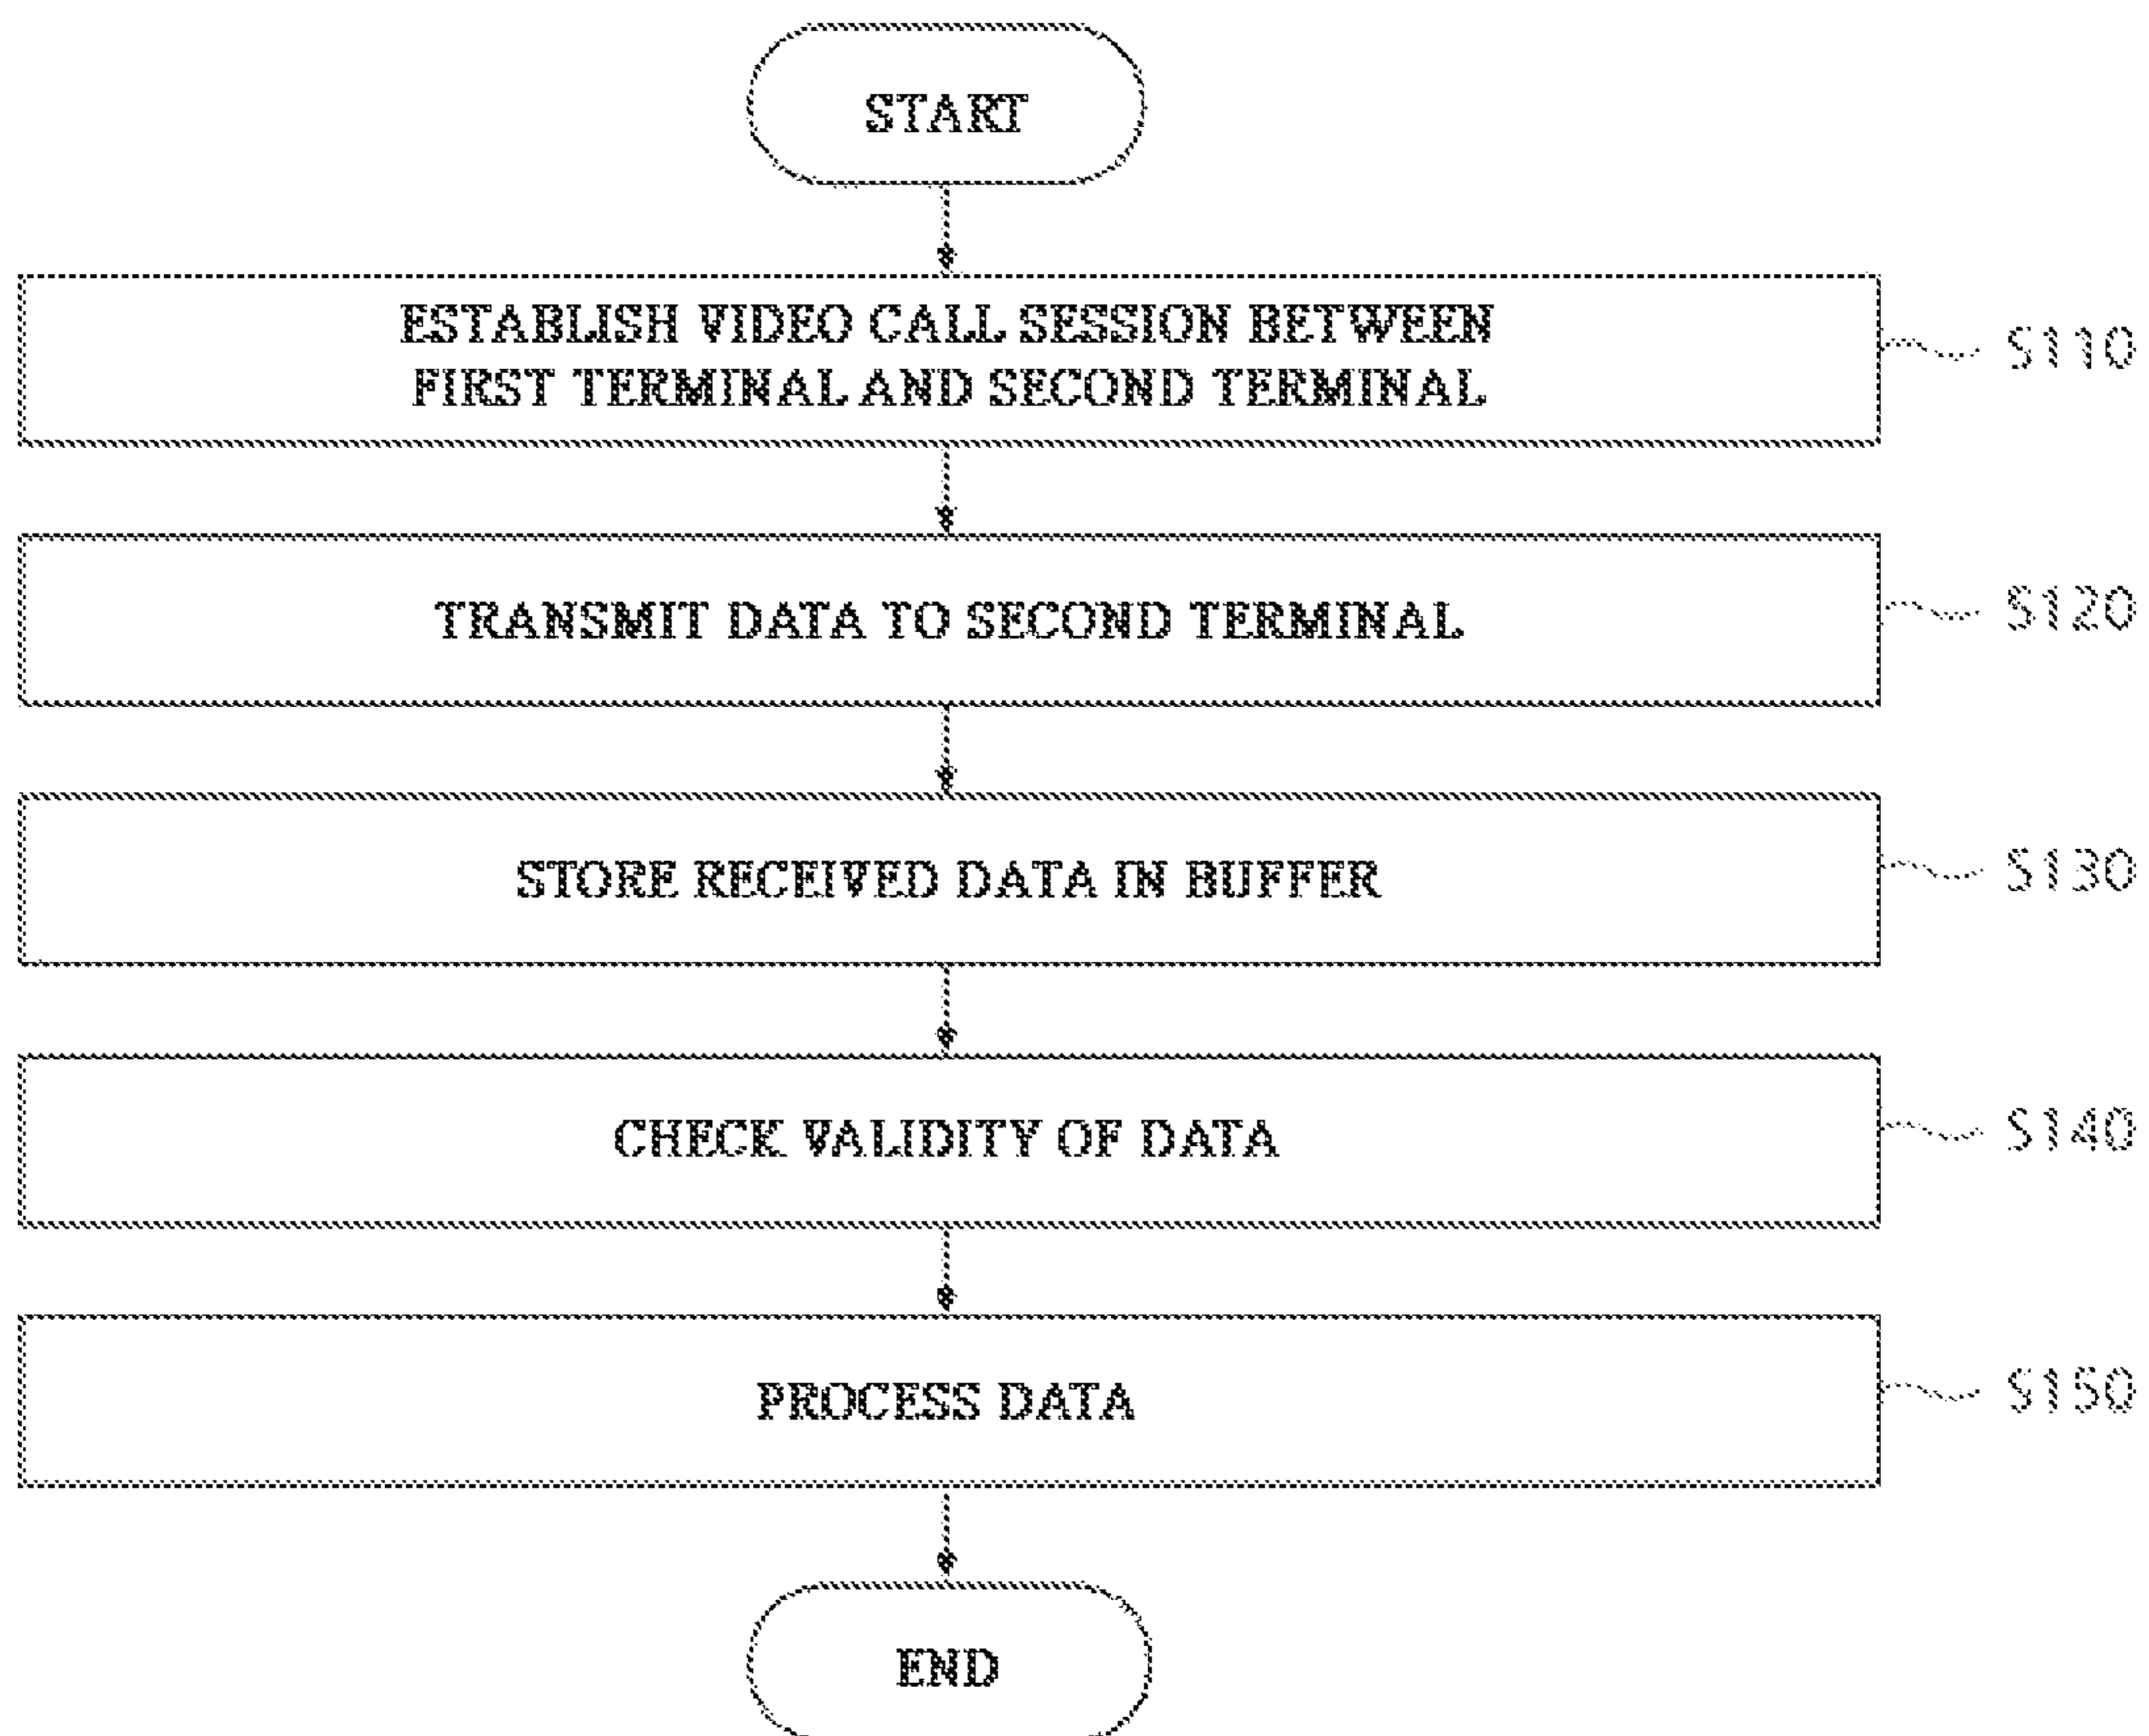 START
ESTABLISH VIDEO CALL SESSION BETWEEN
FIRST TERMINAL AND SECOND TERMINAL
S110
TRANSMIT DATA TO SECOND TERMINAL
S120
STORE RECEIVED DATA IN BUFFER
S130
CHECK VALIDITY OF DATA
S140
PROCESS DATA
S150
END